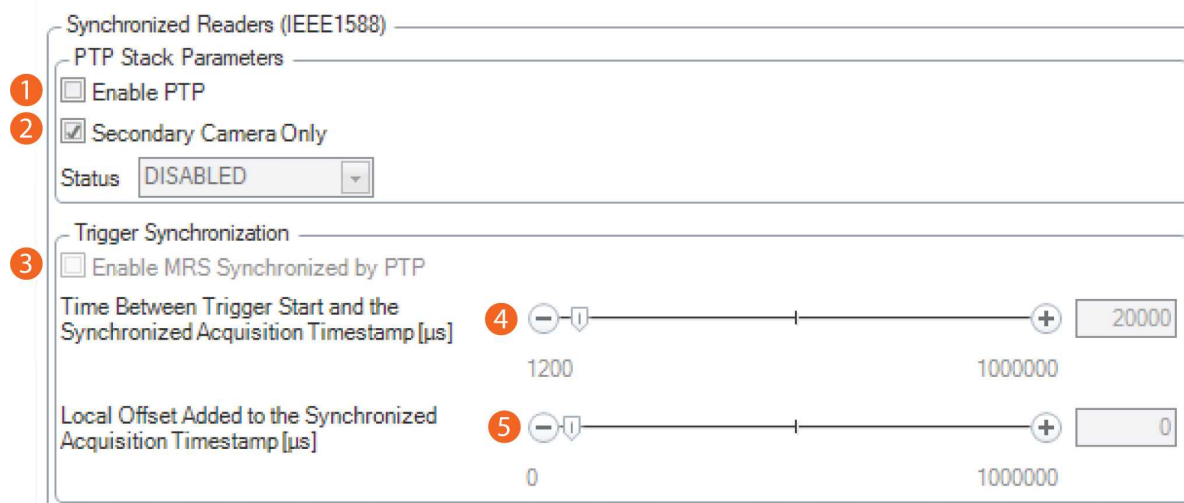 Synchronized Readers (IEEE1588)
PTP Stack Parameters
1 Enable PTP
2 Secondary Camera Only
Status DISABLED
Trigger Synchronization
3 Enable MRS Synchronized by PTP
Time Between Trigger Start and the
Synchronized Acquisition Timestamp [µs] 4 20000
1200 1000000
Local Offset Added to the Synchronized
Acquisition Timestamp [µs] 5 0
0 1000000